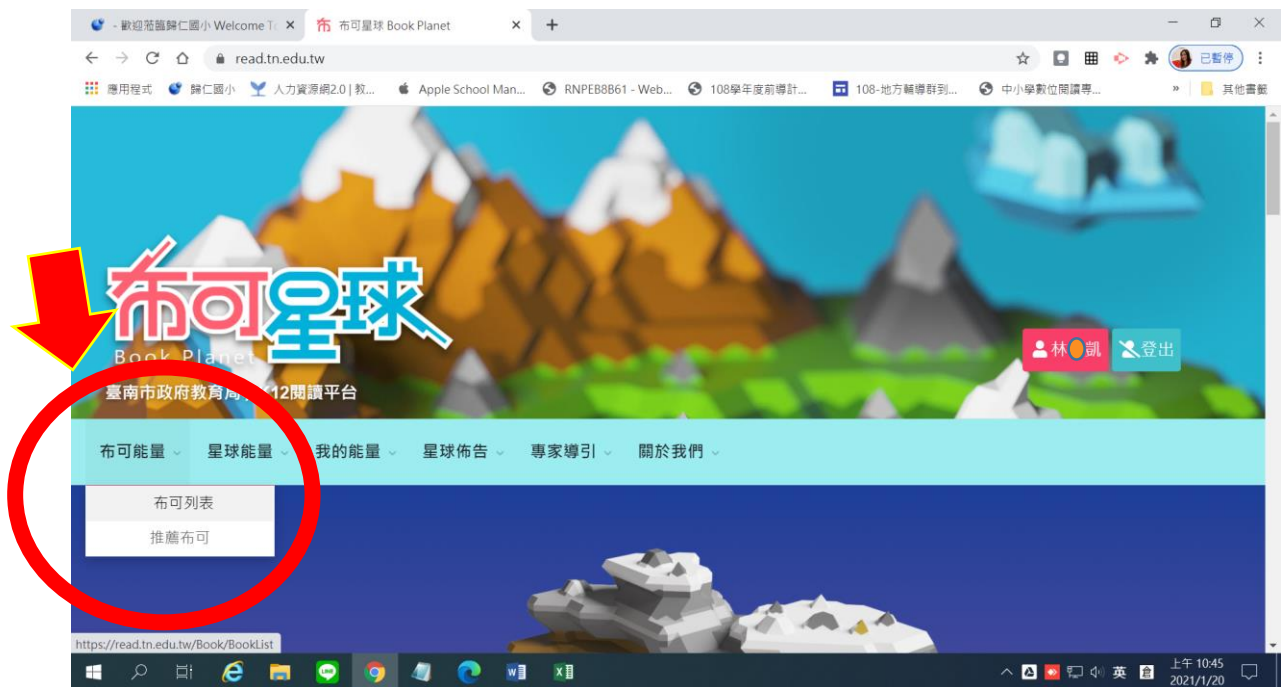 - 歡迎蒞臨歸仁國小 Welcome To
布可星球 Book Planet
read.tn.edu.tw
已暫停
應用程式
歸仁國小
人力資源網2.0 | 教...
Apple School Man...
RNPEB8B61 - Web...
108學年度前導計...
108-地方輔導群到...
中小學數位閱讀專...
»
其他書籤
布可星球
Book Planet
臺南市政府教育局 12閱讀平台
林 凱
登出
布可能量
星球能量
我的能量
星球佈告
專家導引
關於我們
布可列表
推薦布可
https://read.tn.edu.tw/Book/BookList
英
倉
上午 10:45
2021/1/20